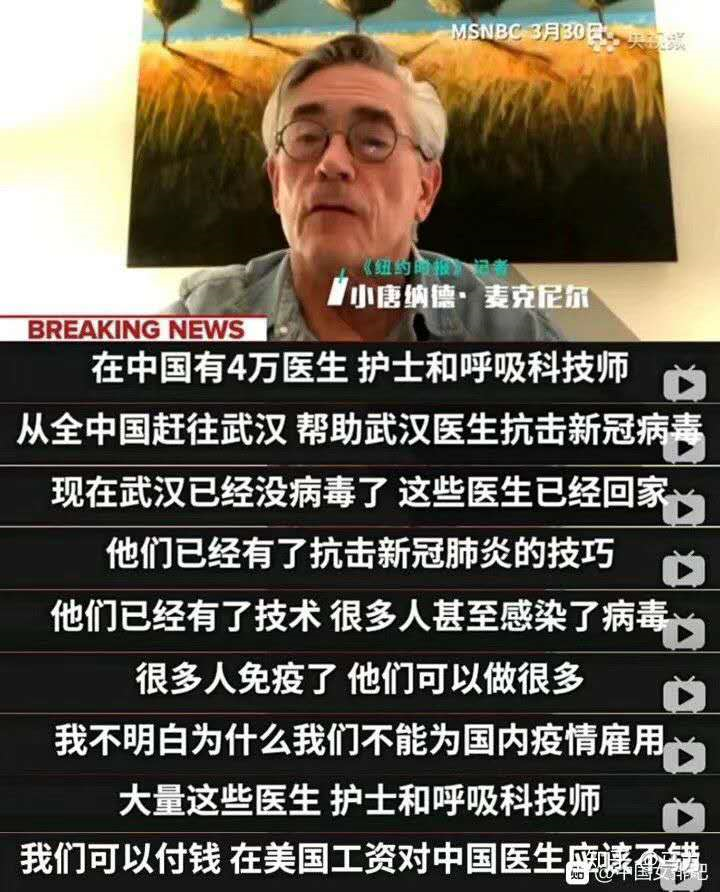 MSNBC 3月30日
央视频
《纽约时报》记者
小唐纳德·麦克尼尔
BREAKING NEWS
在中国有4万医生 护士和呼吸科技师
从全中国赶往武汉 帮助武汉医生抗击新冠病毒
现在武汉已经没病毒了 这些医生已经回家
他们已经有了抗击新冠肺炎的技巧
他们已经有了技术 很多人甚至感染了病毒
很多人免疫了 他们可以做很多
我不明白为什么我们不能为国内疫情雇用
大量这些医生 护士和呼吸科技师
我们可以付钱 在美国工资对中国医生应该不错
知乎
知 @中国女排吧